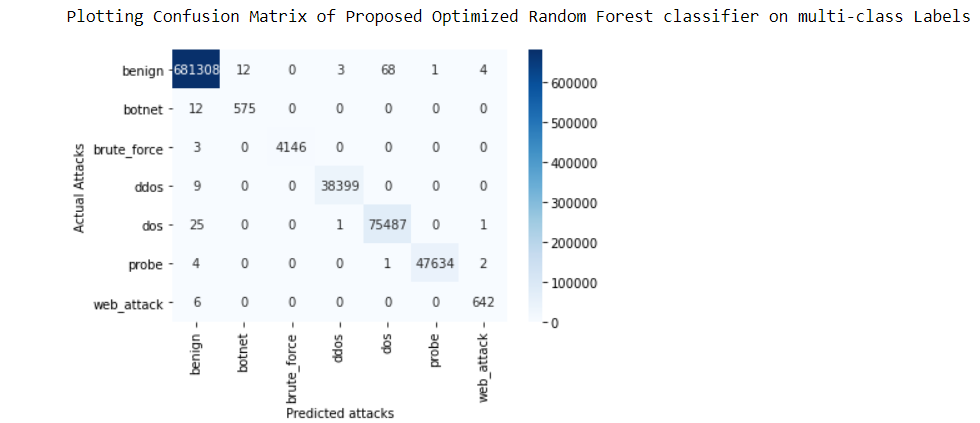 Plotting Confusion Matrix of Proposed Optimized Random Forest classifier on multi-class Labels
benign 681308 12 0 3 68 1 4
botnet 12 575 0 0 0 0 0
brute_force 3 0 4146 0 0 0 0
ddos 9 0 0 38399 0 0 0
dos 25 0 0 1 75487 0 1
probe 4 0 0 0 1 47634 2
web_attack 6 0 0 0 0 0 642
Actual Attacks
benign botnet brute_force ddos dos probe web_attack
Predicted attacks
600000
500000
400000
300000
200000
100000
0